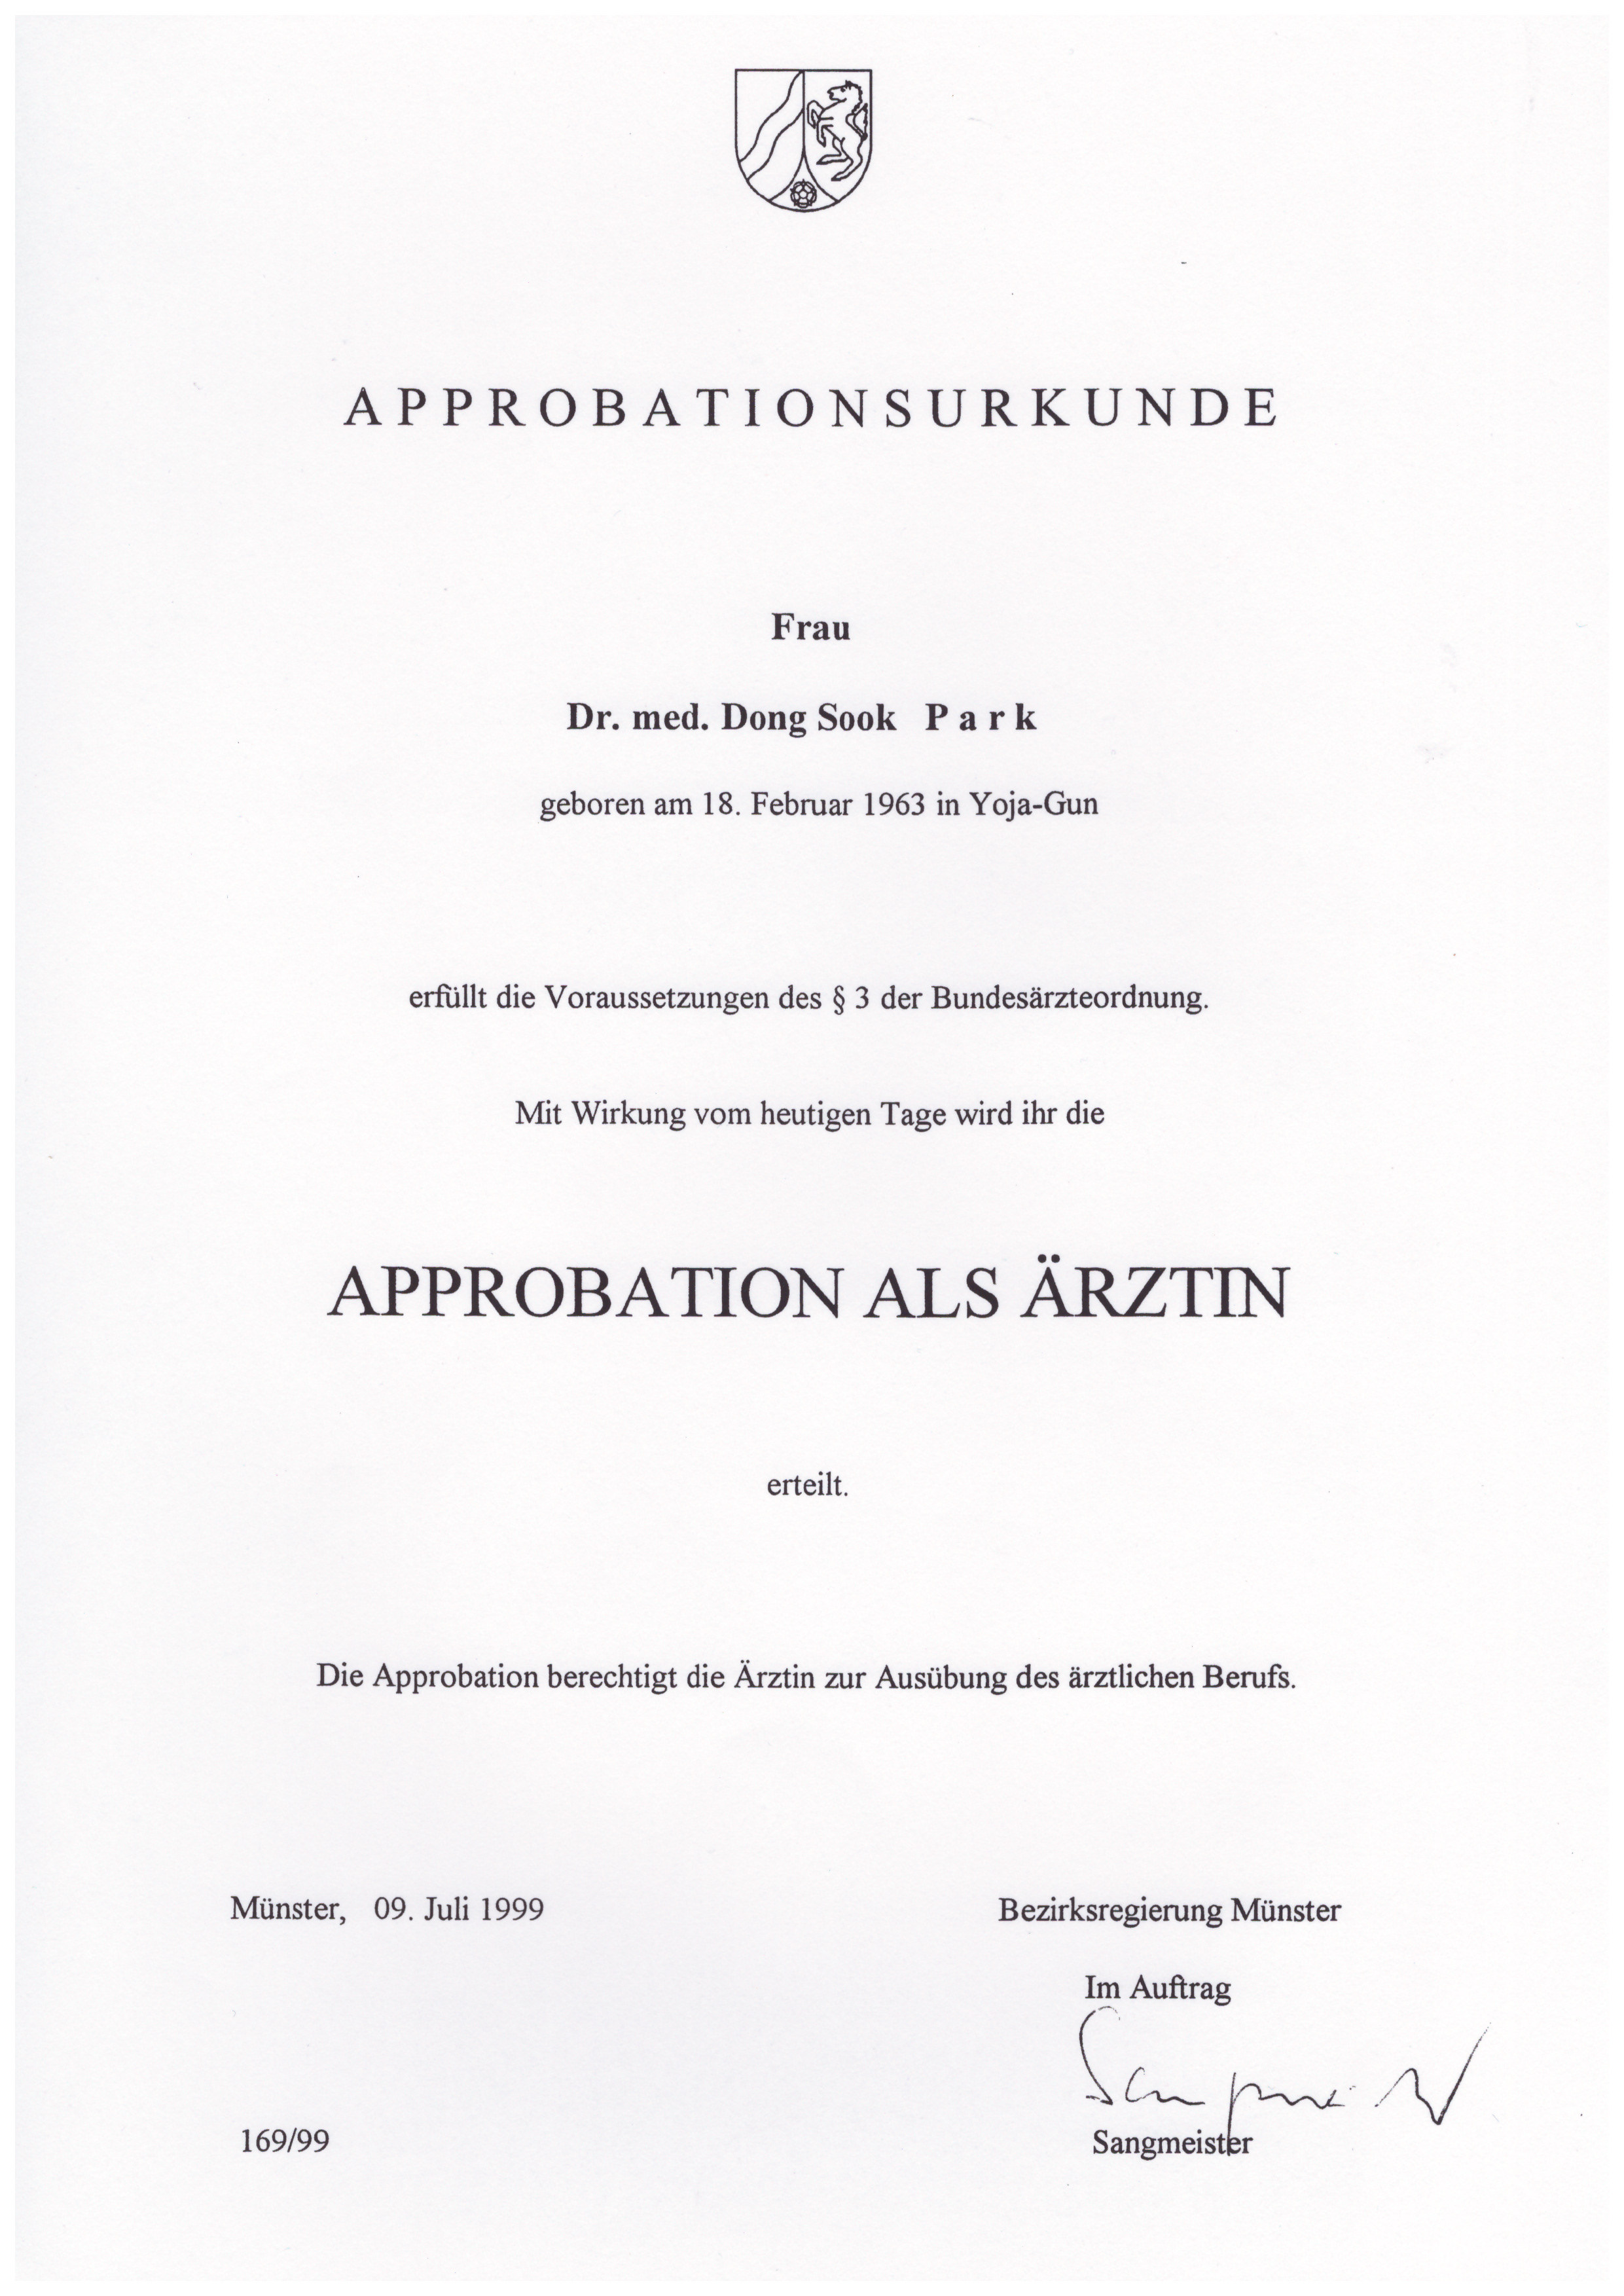 APPROBATIONSURKUNDE
Frau
Dr. med. Dong Sook Park
geboren am 18. Februar 1963 in Yoja-Gun
erfüllt die Voraussetzungen des § 3 der Bundesärzteordnung.
Mit Wirkung vom heutigen Tage wird ihr die
APPROBATION ALS ÄRZTIN
erteilt.
Die Approbation berechtigt die Ärztin zur Ausübung des ärztlichen Berufs.
Münster, 09. Juli 1999
Bezirksregierung Münster
Im Auftrag
169/99
Sangmeister